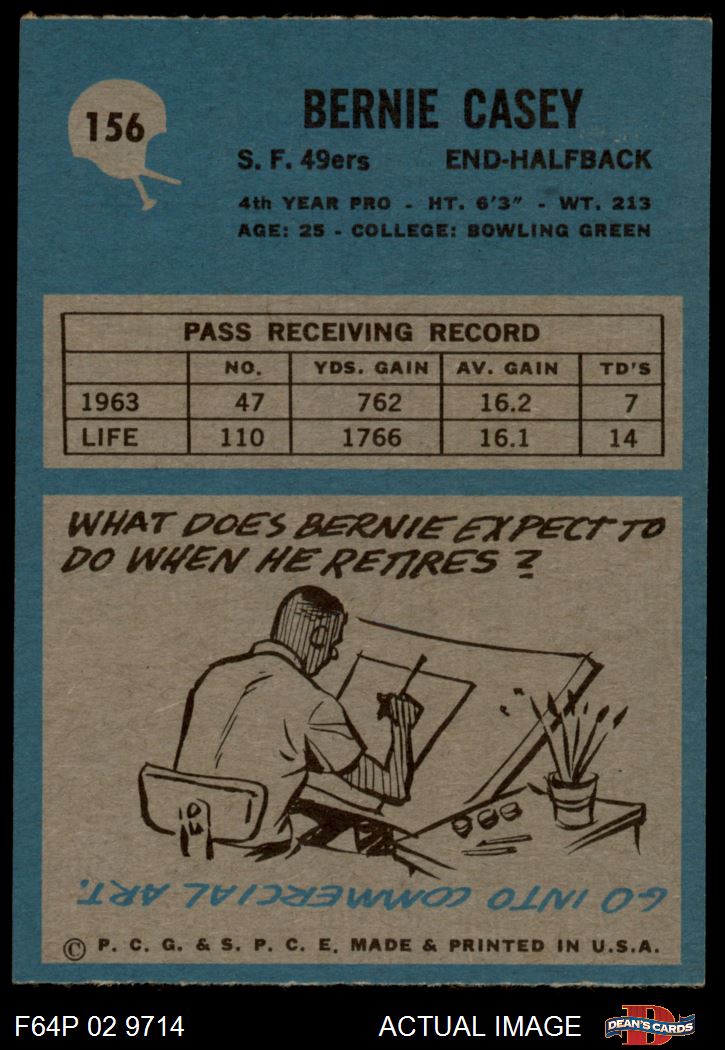 156
BERNIE CASEY
S. F. 49ers END-HALFBACK
4th YEAR PRO - HT. 6'3" - WT. 213
AGE: 25 - COLLEGE: BOWLING GREEN
PASS RECEIVING RECORD
NO. YDS. GAIN AV. GAIN TD'S
1963 47 762 16.2 7
LIFE 110 1766 16.1 14
WHAT DOES BERNIE EXPECT TO
DO WHEN HE RETIRES?
GO INTO COMMERCIAL ART.
© P. C. G. & S. P. C. E. MADE & PRINTED IN U.S.A.
F64P 02 9714 ACTUAL IMAGE
D
DEAN'S CARDS